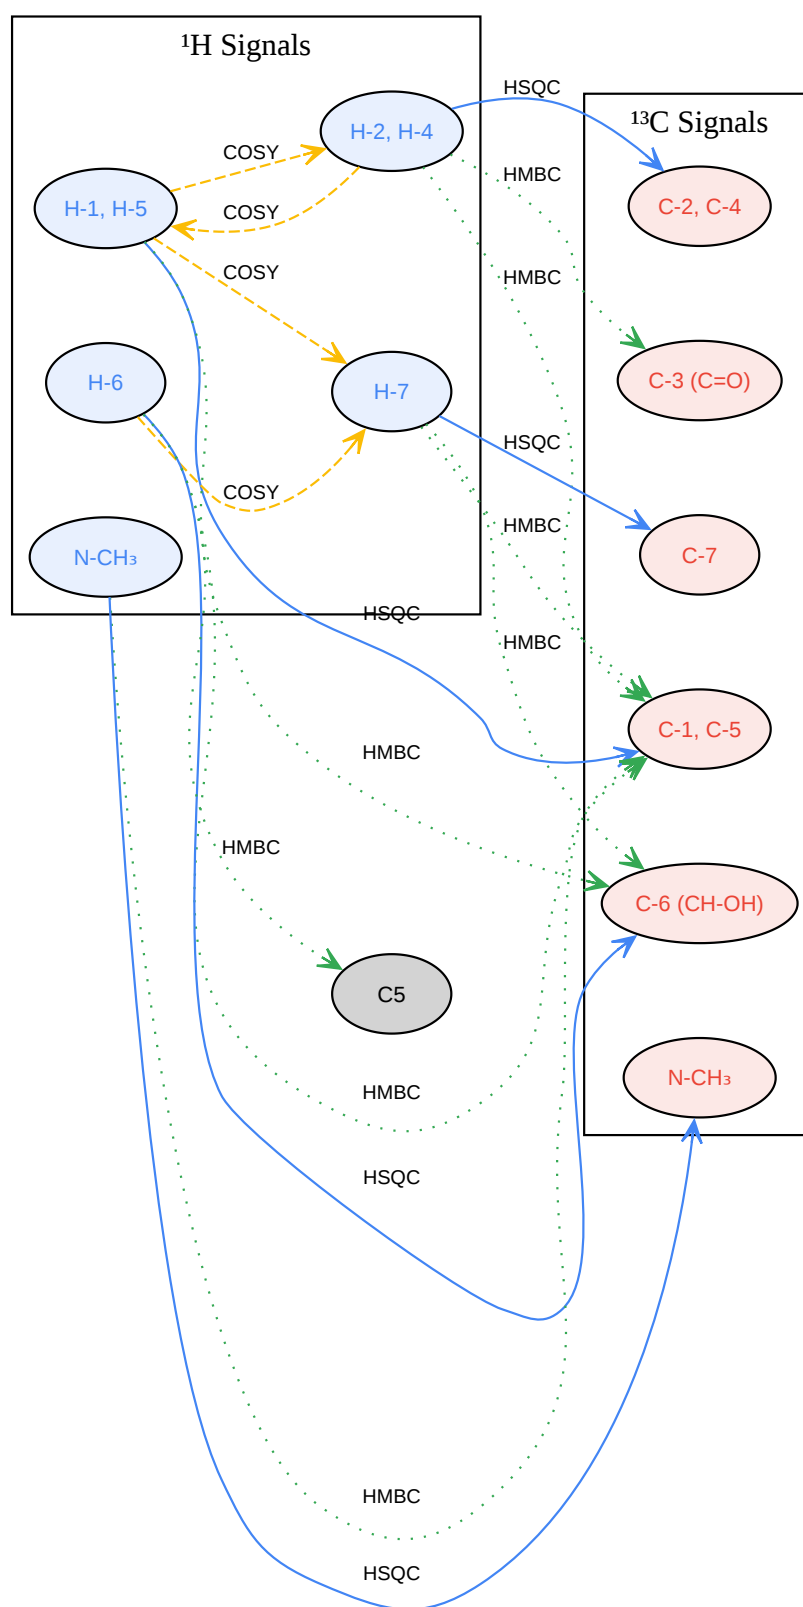 ¹H Signals
HSQC
¹³C Signals
H-2, H-4
COSY
HMBC
H-1, H-5
COSY
C-2, C-4
COSY
HMBC
H-6
H-7
C-3 (C=O)
HSQC
COSY
HMBC
N-CH₃
C-7
HSQC
HMBC
C-1, C-5
HMBC
HMBC
C-6 (CH-OH)
C5
N-CH₃
HMBC
HSQC
HMBC
HSQC